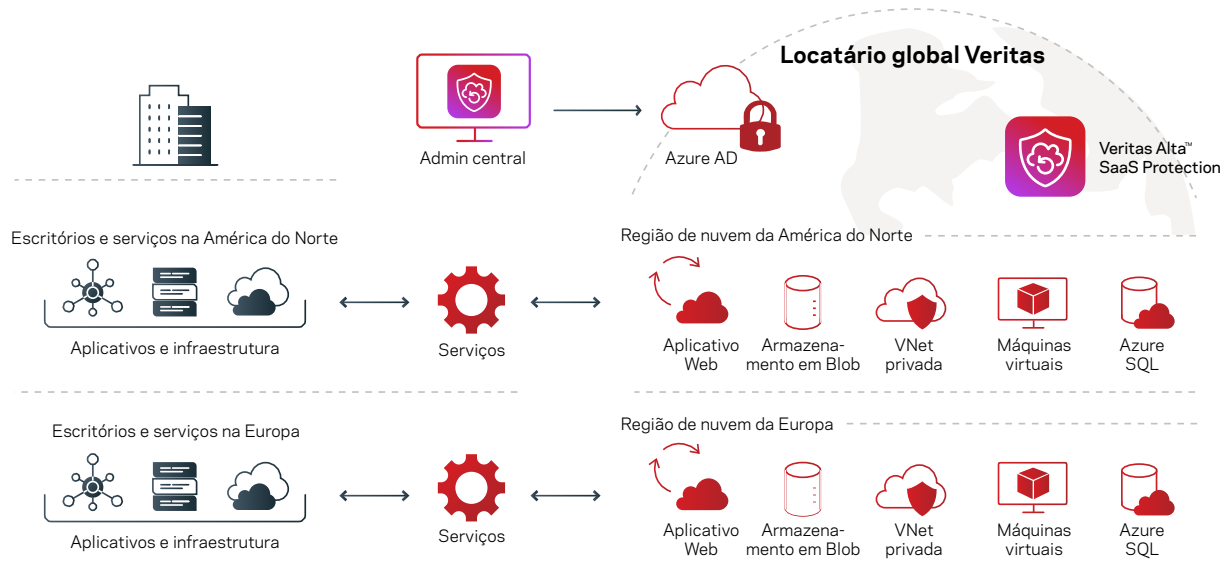 Locatário global Veritas
Admin central
Azure AD
Veritas Alta™
SaaS Protection
Escritórios e serviços na América do Norte
Região de nuvem da América do Norte
Aplicativos e infraestrutura
Serviços
Aplicativo
Web
Armazena-
mento em Blob
VNet
privada
Máquinas
virtuais
Azure
SQL
Escritórios e serviços na Europa
Região de nuvem da Europa
Aplicativos e infraestrutura
Serviços
Aplicativo
Web
Armazena-
mento em Blob
VNet
privada
Máquinas
virtuais
Azure
SQL